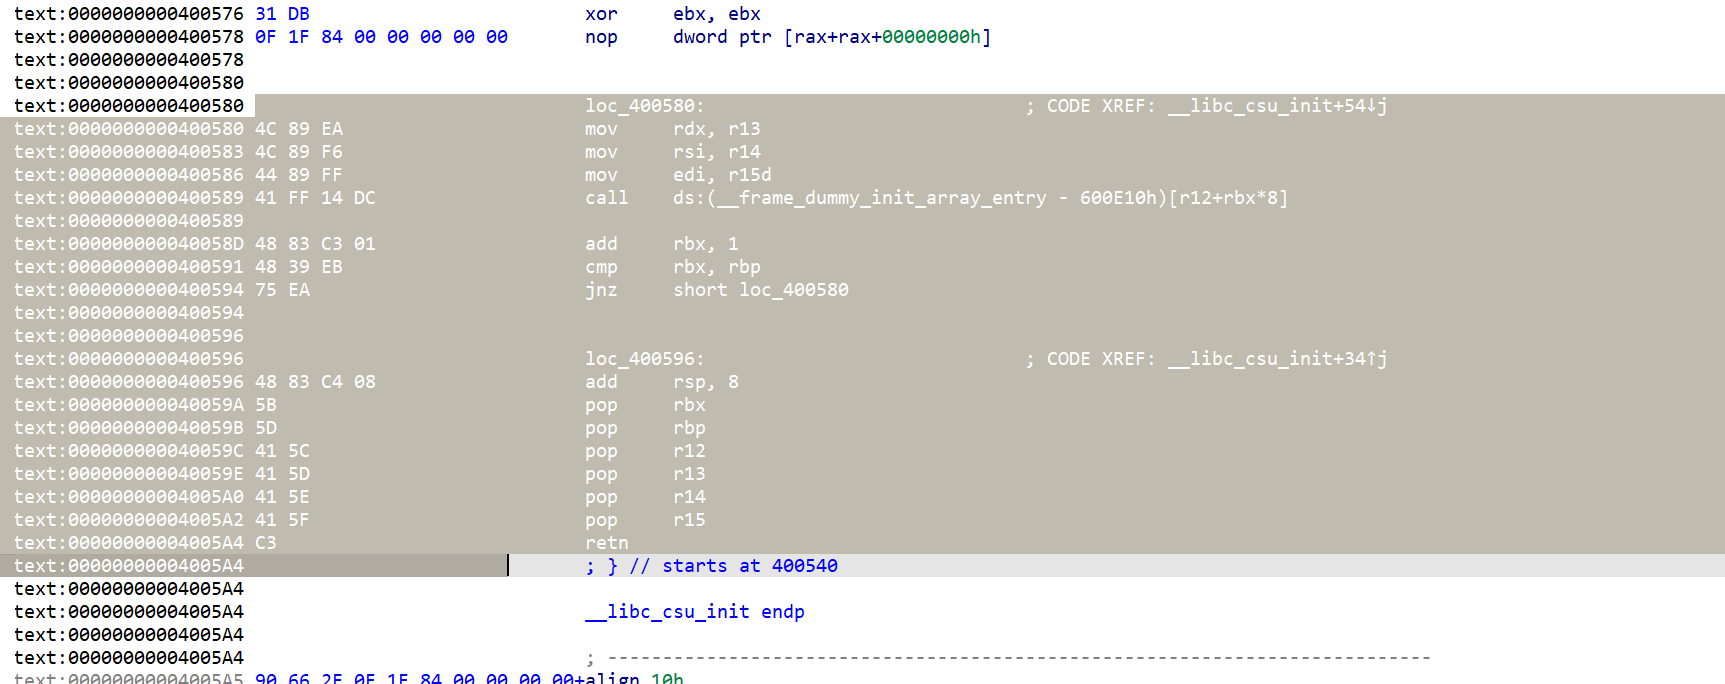 text:0000000000400576 31 DB xor ebx, ebx
text:0000000000400578 0F 1F 84 00 00 00 00 00 nop dword ptr [rax+rax+00000000h]
text:0000000000400578
text:0000000000400580
text:0000000000400580 loc_400580: ; CODE XREF: __libc_csu_init+54↓j
text:0000000000400580 4C 89 EA mov rdx, r13
text:0000000000400583 4C 89 F6 mov rsi, r14
text:0000000000400586 44 89 FF mov edi, r15d
text:0000000000400589 41 FF 14 DC call ds:(__frame_dummy_init_array_entry - 600E10h)[r12+rbx*8]
text:0000000000400589
text:000000000040058D 48 83 C3 01 add rbx, 1
text:0000000000400591 48 39 EB cmp rbx, rbp
text:0000000000400594 75 EA jnz short loc_400580
text:0000000000400594
text:0000000000400596
text:0000000000400596 loc_400596: ; CODE XREF: __libc_csu_init+34↑j
text:0000000000400596 48 83 C4 08 add rsp, 8
text:000000000040059A 5B pop rbx
text:000000000040059B 5D pop rbp
text:000000000040059C 41 5C pop r12
text:000000000040059E 41 5D pop r13
text:00000000004005A0 41 5E pop r14
text:00000000004005A2 41 5F pop r15
text:00000000004005A4 C3 retn
text:00000000004005A4 ; } // starts at 400540
text:00000000004005A4
text:00000000004005A4 __libc_csu_init endp
text:00000000004005A4
text:00000000004005A4 ; ---------------------------------------------------------------------------
text:00000000004005A5 90 66 2E 0F 1F 84 00 00 00 00+align 10h